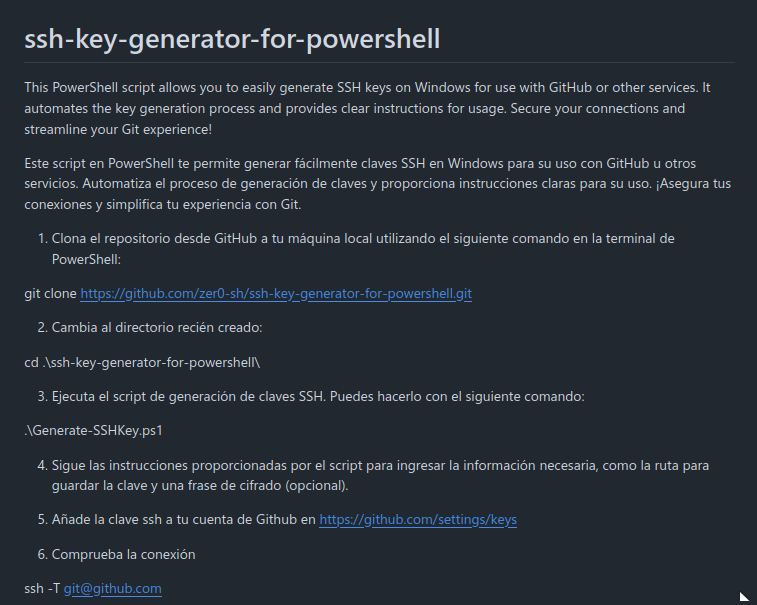 ssh-key-generator-for-powershell
This PowerShell script allows you to easily generate SSH keys on Windows for use with GitHub or other services. It
automates the key generation process and provides clear instructions for usage. Secure your connections and
streamline your Git experience!
Este script en PowerShell te permite generar fácilmente claves SSH en Windows para su uso con GitHub u otros
servicios. Automatiza el proceso de generación de claves y proporciona instrucciones claras para su uso. ¡Asegura tus
conexiones y simplifica tu experiencia con Git.
1. Clona el repositorio desde GitHub a tu máquina local utilizando el siguiente comando en la terminal de
PowerShell:
git clone https://github.com/zer0-sh/ssh-key-generator-for-powershell.git
2. Cambia al directorio recién creado:
cd .\ssh-key-generator-for-powershell\
3. Ejecuta el script de generación de claves SSH. Puedes hacerlo con el siguiente comando:
.\Generate-SSHKey.ps1
4. Sigue las instrucciones proporcionadas por el script para ingresar la información necesaria, como la ruta para
guardar la clave y una frase de cifrado (opcional).
5. Añade la clave ssh a tu cuenta de Github en https://github.com/settings/keys
6. Comprueba la conexión
ssh -T git@github.com